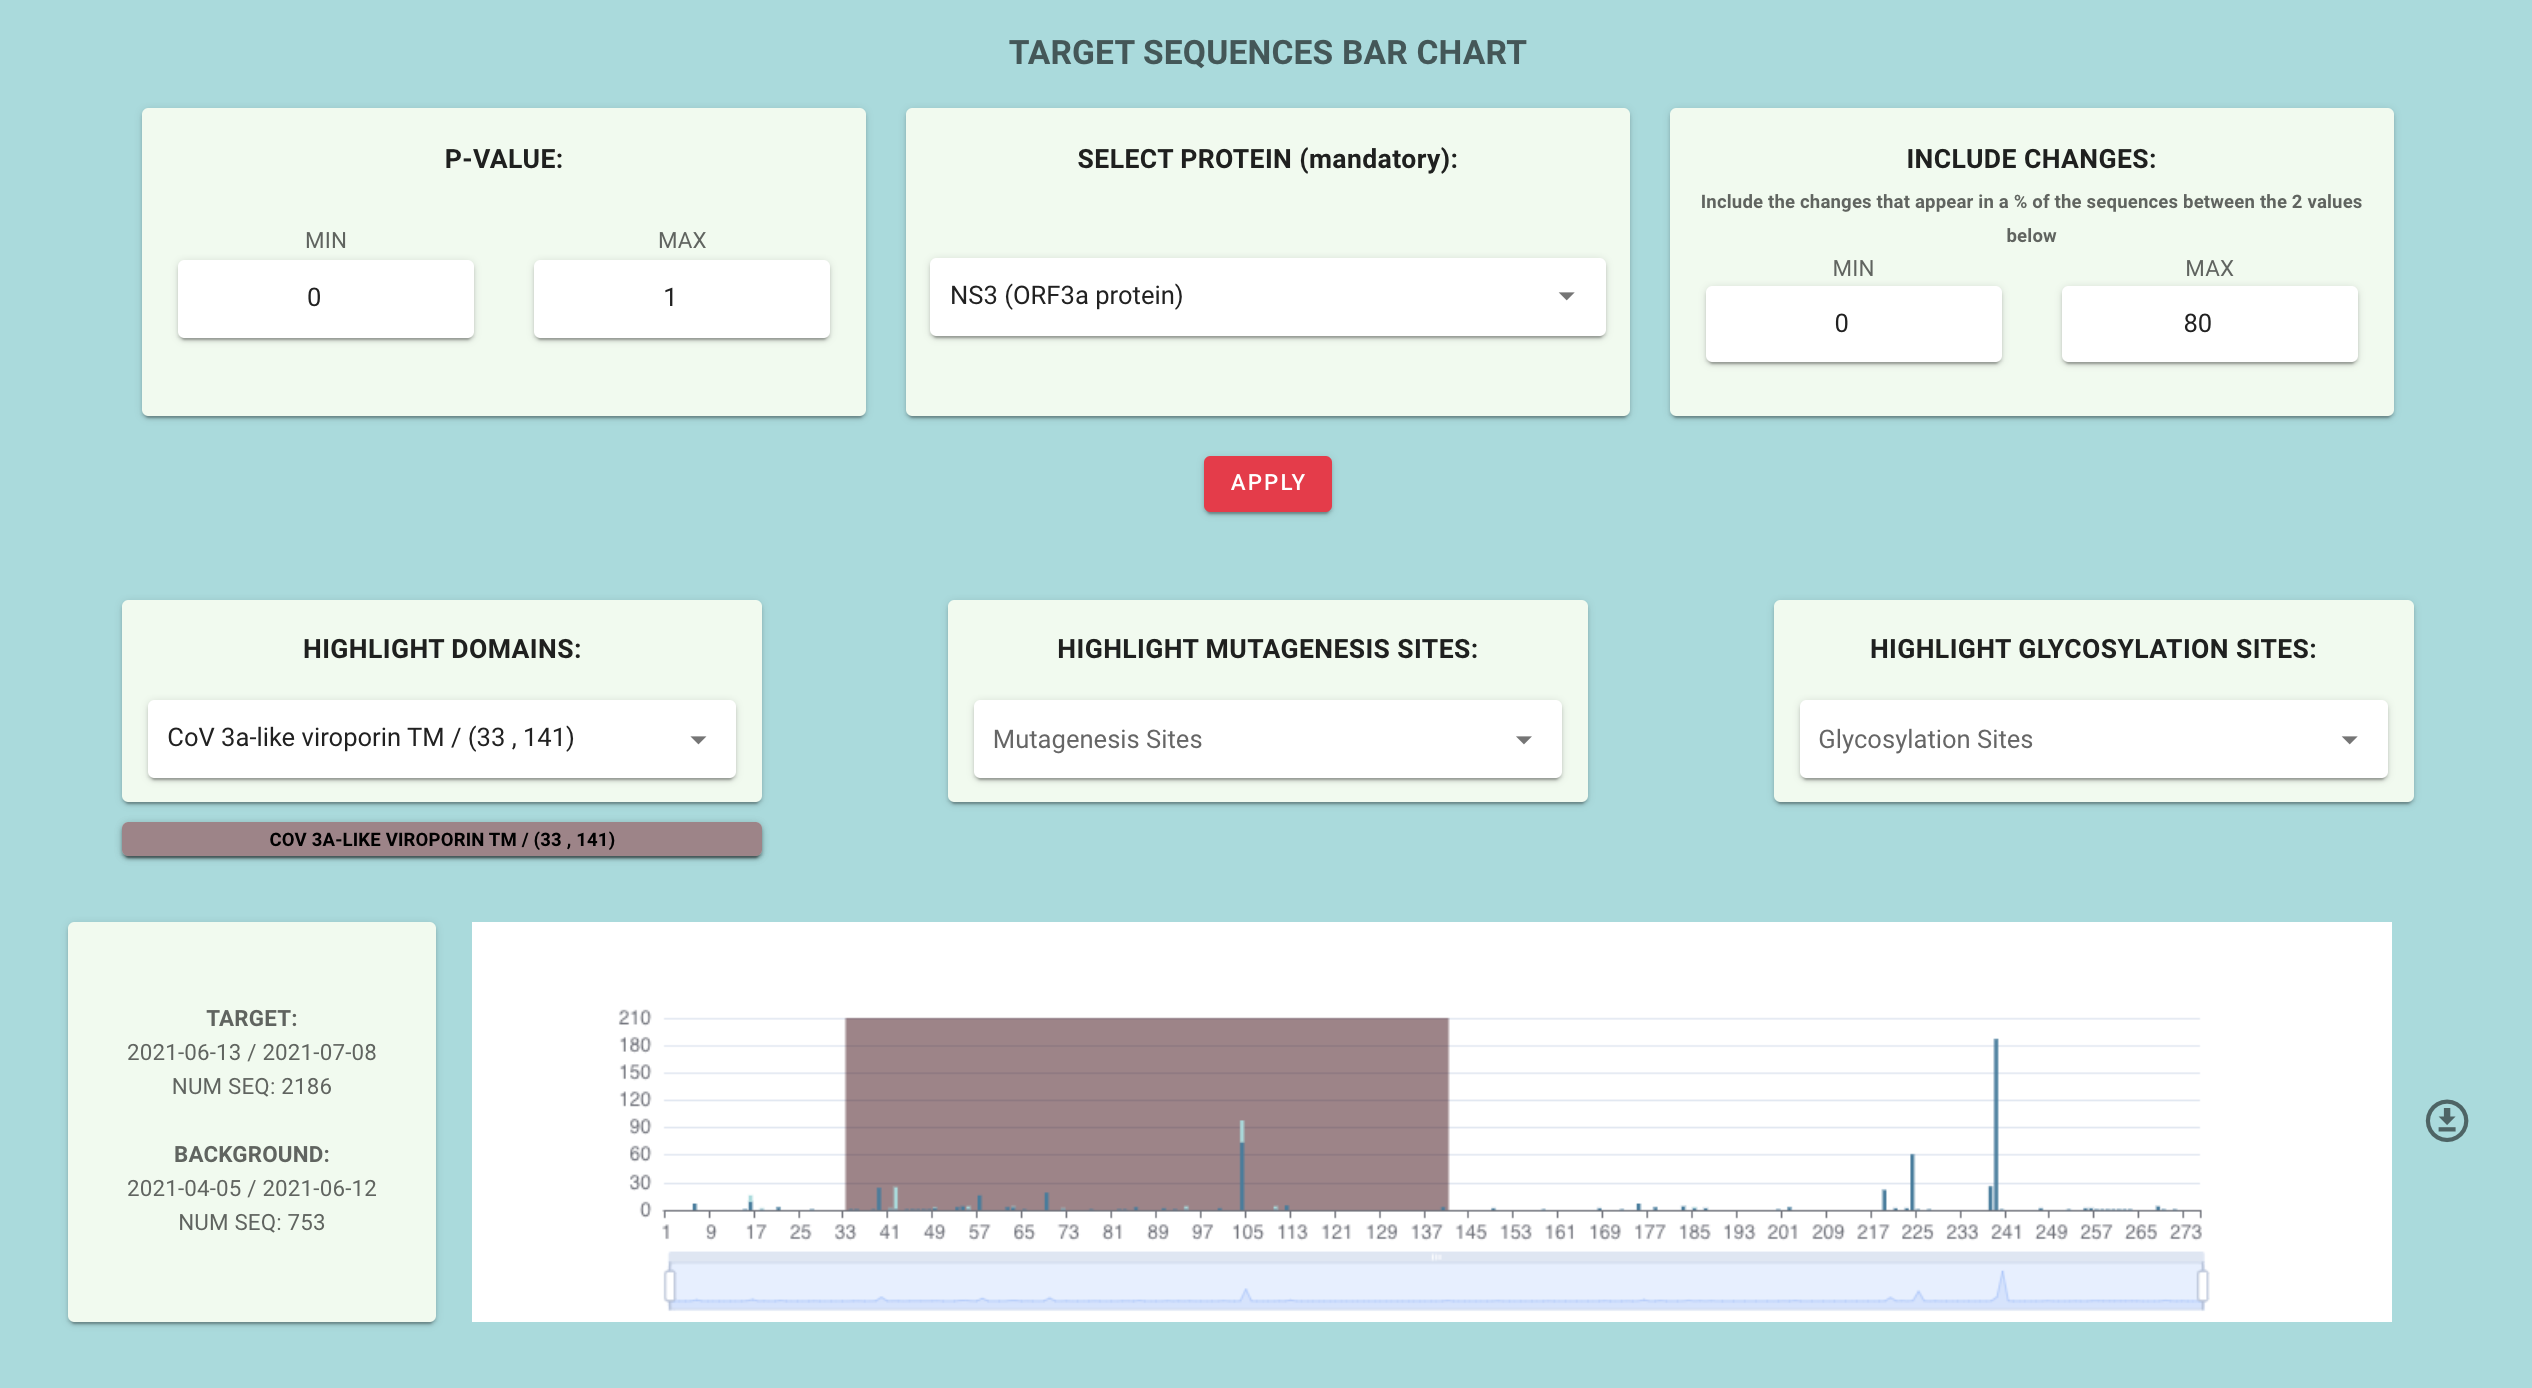 TARGET SEQUENCES BAR CHART
P-VALUE:
MIN
MAX
0
1
SELECT PROTEIN (mandatory):
NS3 (ORF3a protein)
INCLUDE CHANGES:
Include the changes that appear in a % of the sequences between the 2 values
below
MIN
MAX
0
80
APPLY
HIGHLIGHT DOMAINS:
CoV 3a-like viroporin TM / (33 , 141)
COV 3A-LIKE VIROPORIN TM / (33 , 141)
HIGHLIGHT MUTAGENESIS SITES:
Mutagenesis Sites
HIGHLIGHT GLYCOSYLATION SITES:
Glycosylation Sites
TARGET:
2021-06-13 / 2021-07-08
NUM SEQ: 2186
BACKGROUND:
2021-04-05 / 2021-06-12
NUM SEQ: 753
210
180
150
120
90
60
30
0
1 9 17 25 33 41 49 57 65 73 81 89 97 105 113 121 129 137 145 153 161 169 177 185 193 201 209 217 225 233 241 249 257 265 273